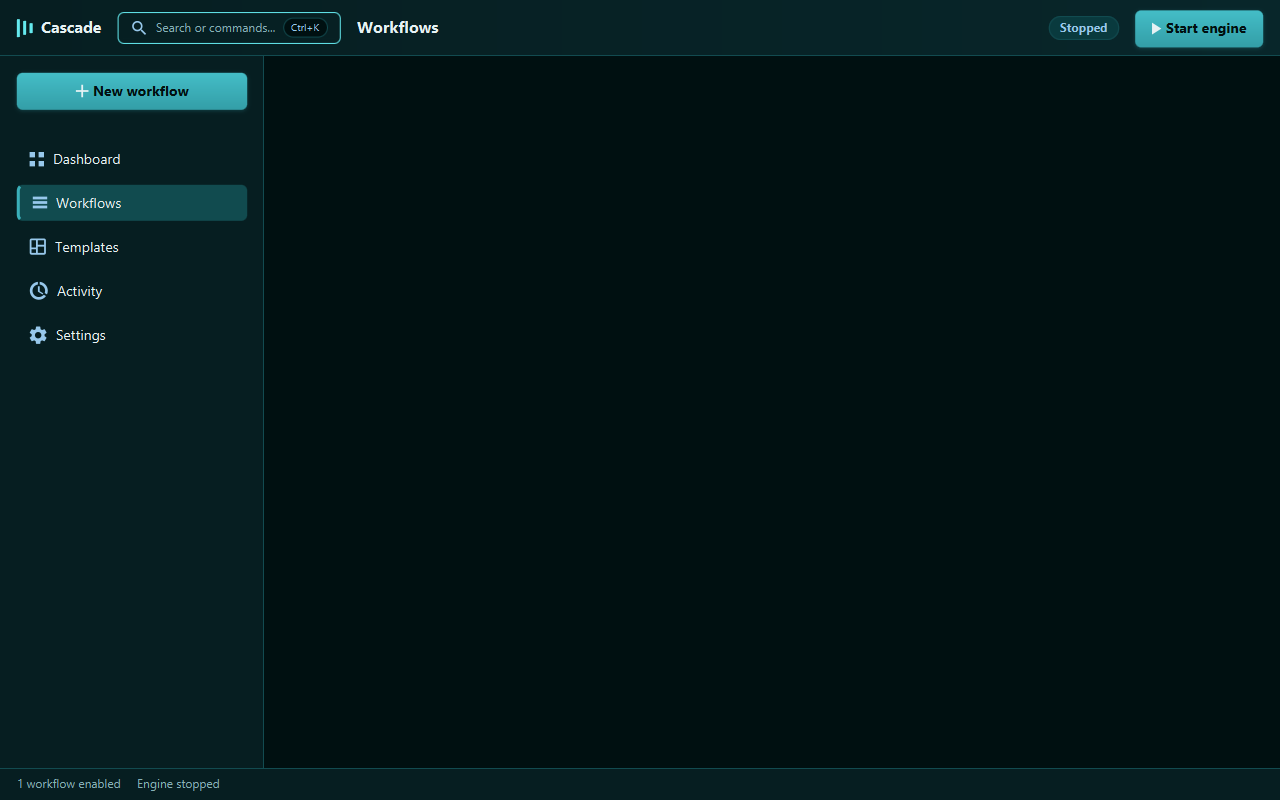 Cascade
Search or commands... Ctrl+K
Workflows
Stopped
Start engine
New workflow
Dashboard
Workflows
Templates
Activity
Settings
1 workflow enabled
Engine stopped